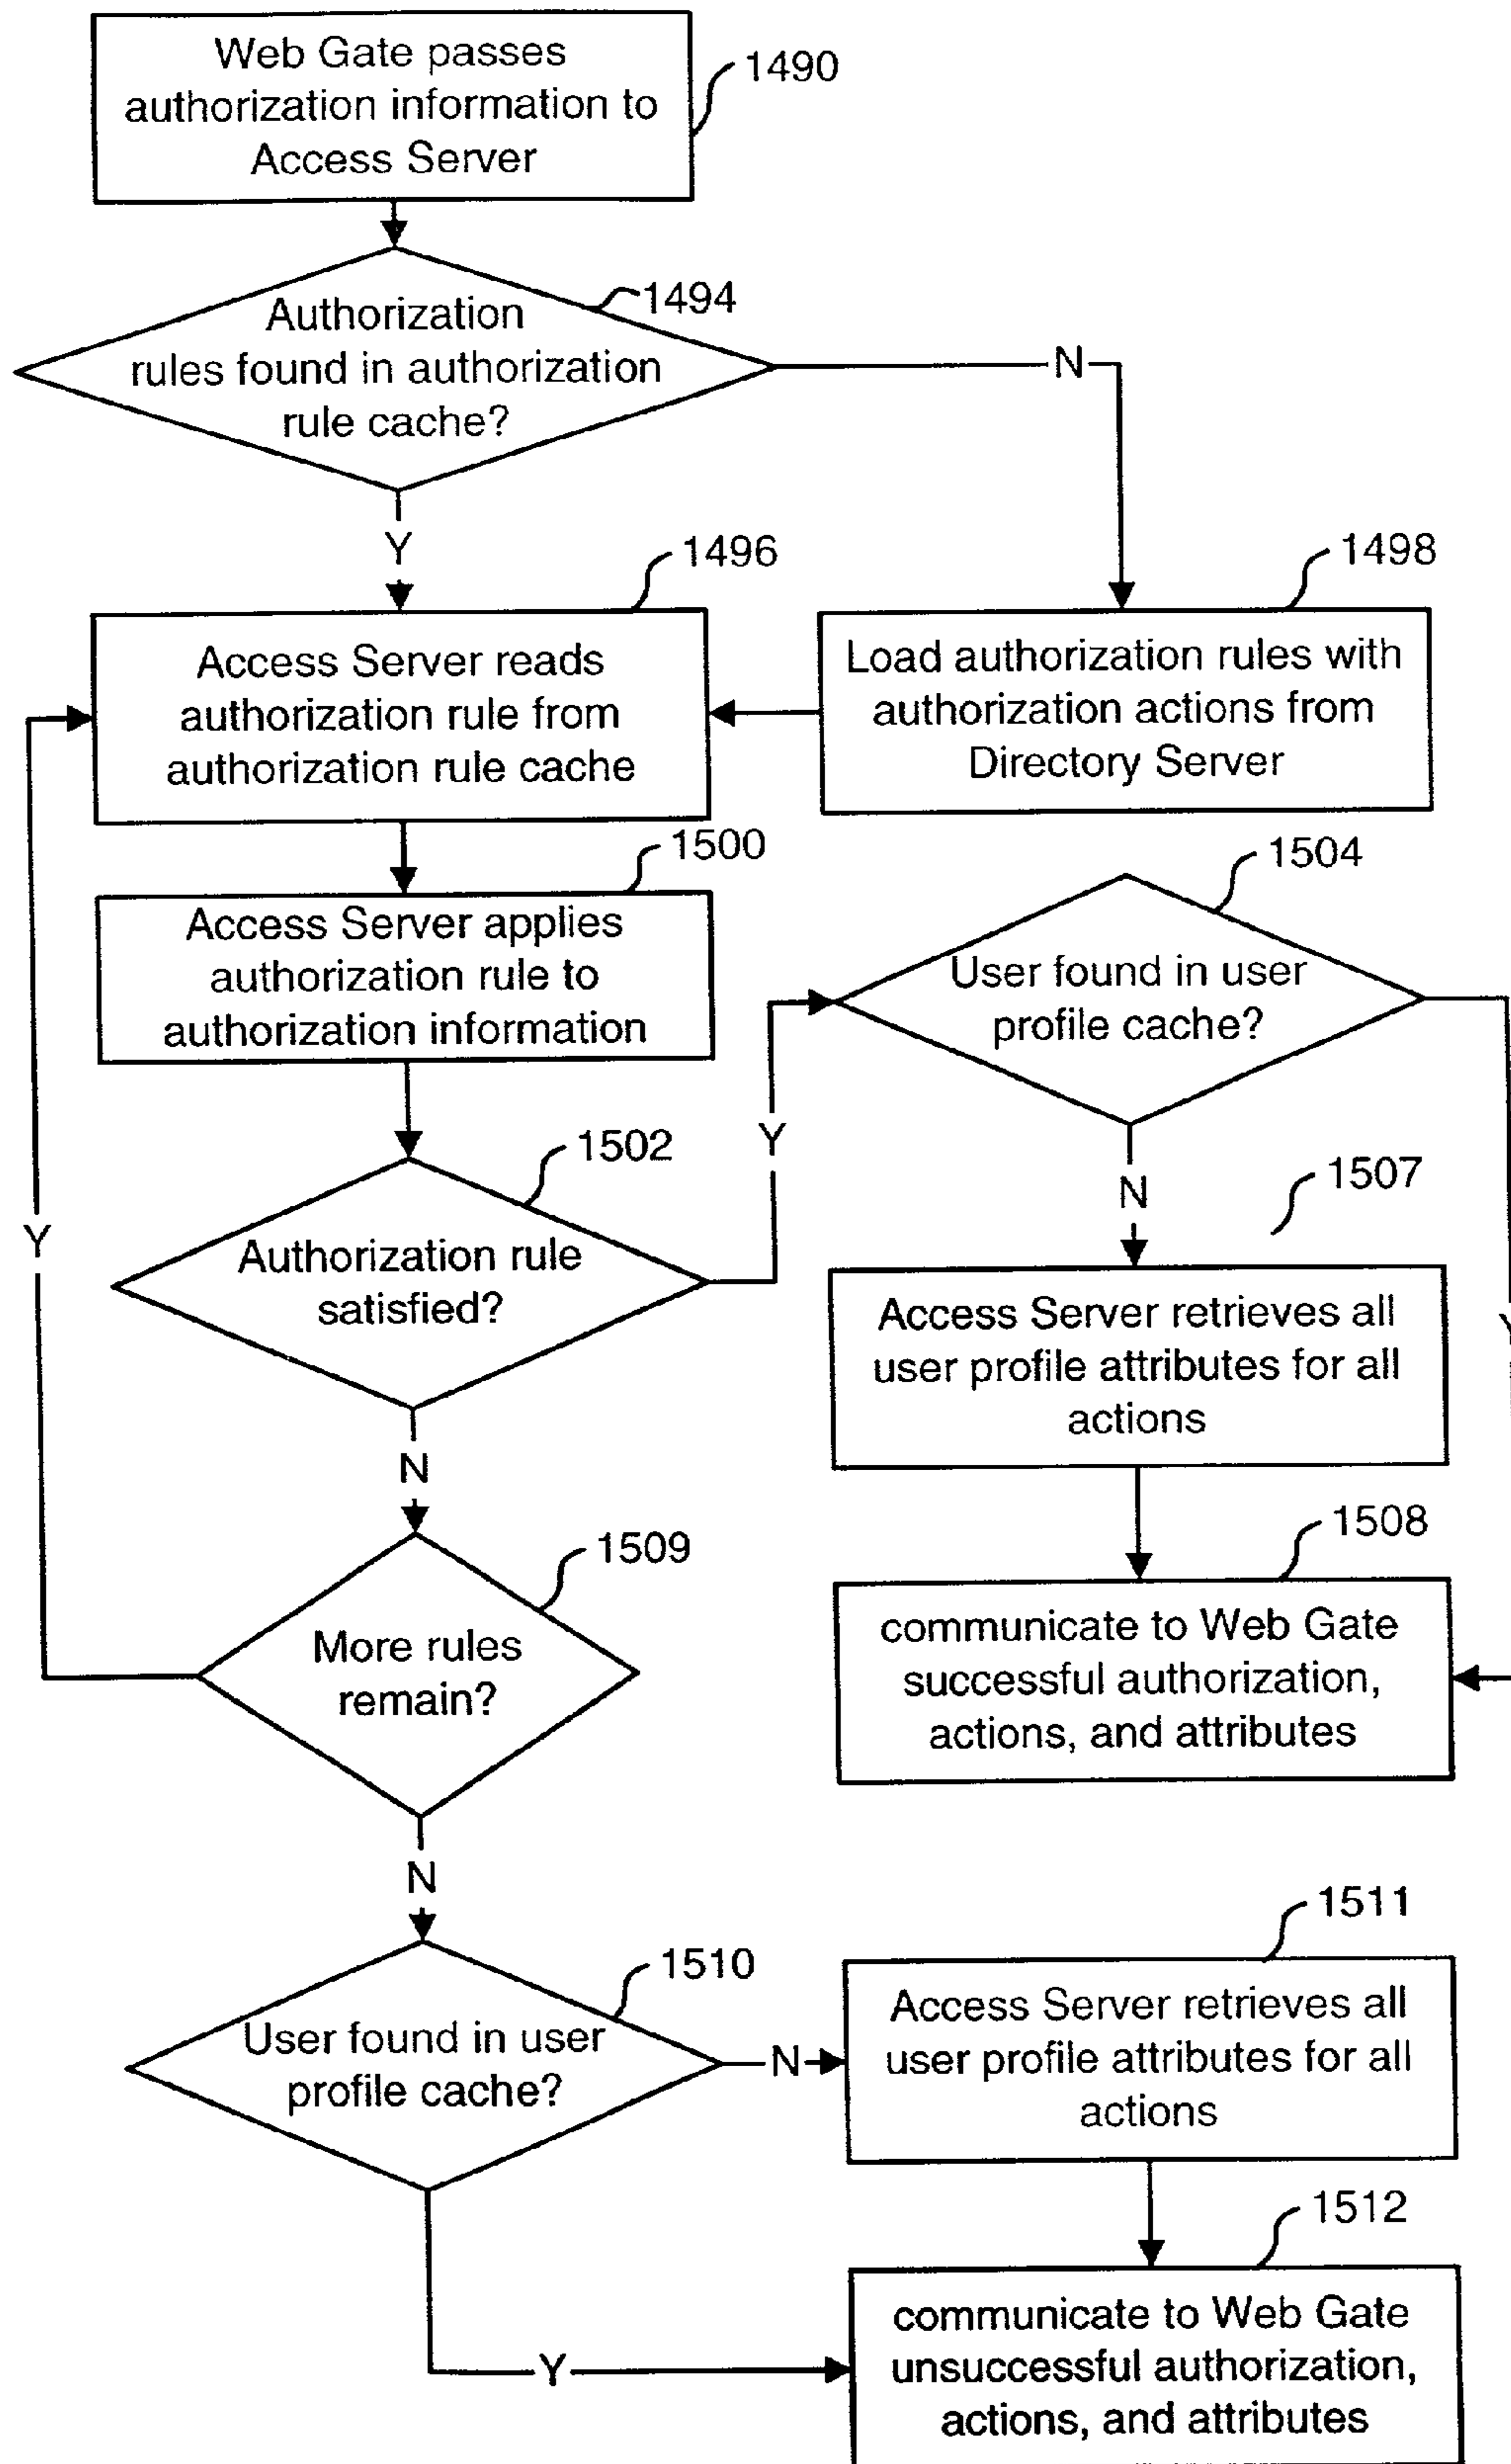 Web Gate passes
authorization information to
Access Server
1490
Authorization
rules found in authorization
rule cache?
1494
N
Y
1496
Access Server reads
authorization rule from
authorization rule cache
1498
Load authorization rules with
authorization actions from
Directory Server
1500
Access Server applies
authorization rule to
authorization information
1504
User found in user
profile cache?
Y
1502
Authorization rule
satisfied?
Y
N
1507
Access Server retrieves all
user profile attributes for all
actions
Y
N
1508
communicate to Web Gate
successful authorization,
actions, and attributes
1509
More rules
remain?
N
1510
User found in user
profile cache?
N
1511
Access Server retrieves all
user profile attributes for all
actions
1512
communicate to Web Gate
unsuccessful authorization,
actions, and attributes
Y